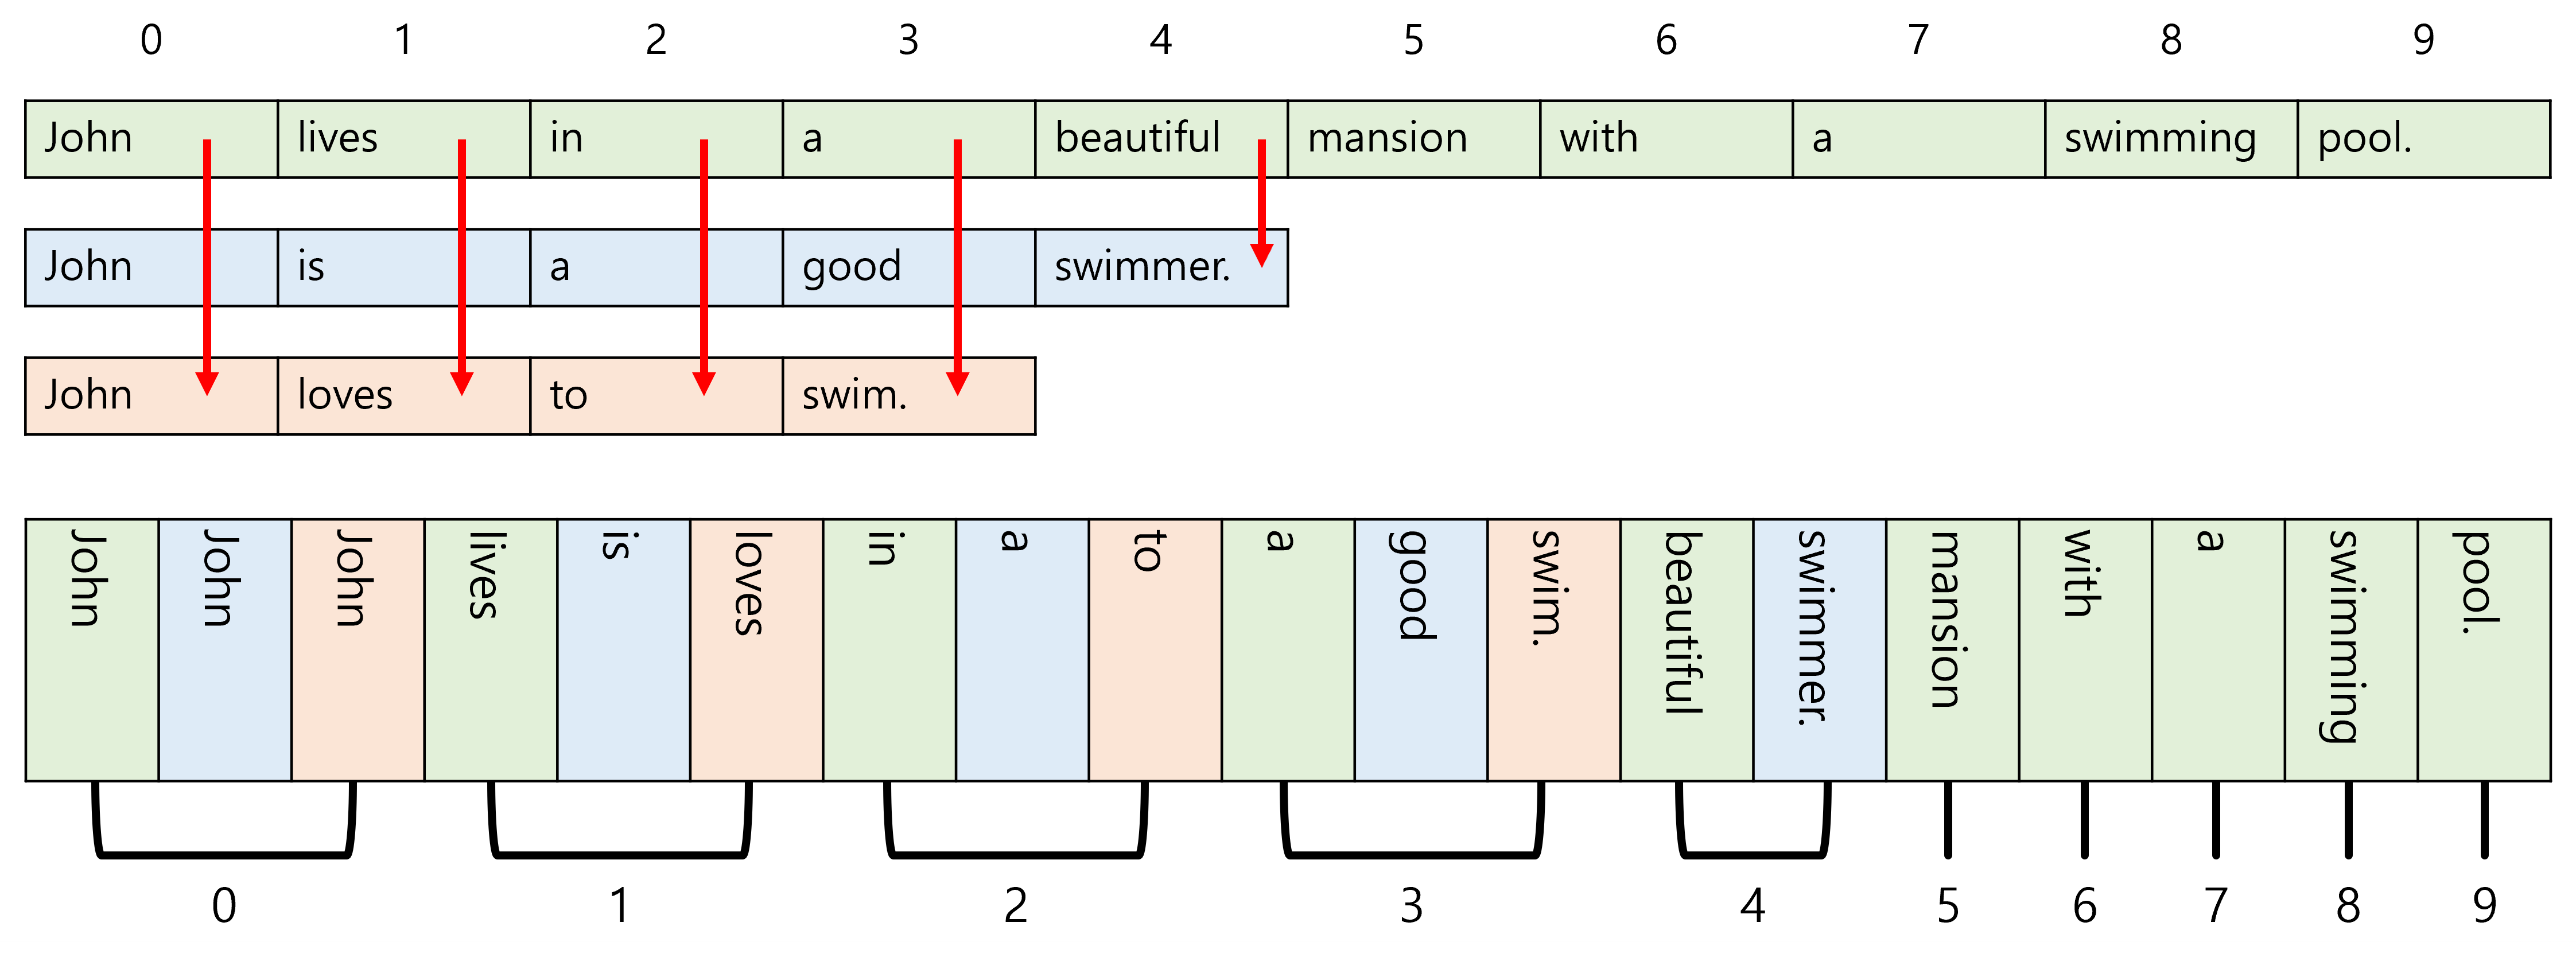 0 1 2 3 4 5 6 7 8 9
John lives in a beautiful mansion with a swimming pool.
John is a good swimmer.
John loves to swim.
John John John lives is loves in a to a good swim. beautiful swimmer. mansion with a swimming pool.
0 1 2 3 4 5 6 7 8 9